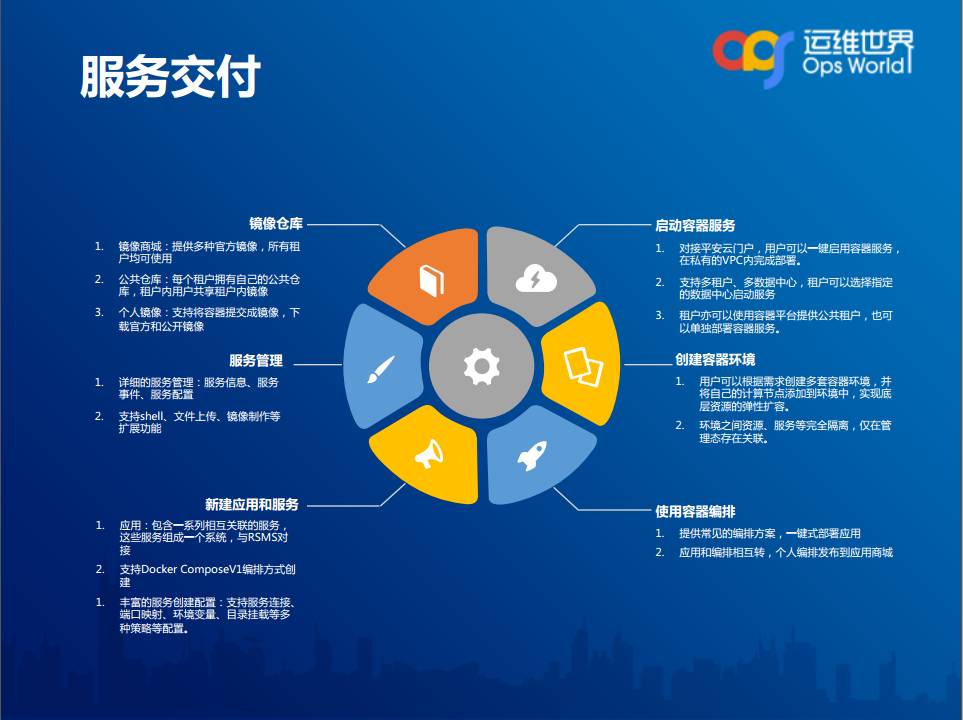 服务交付
运维世界
Ops World
镜像仓库
1. 镜像商城：提供多种官方镜像，所有租
户均可使用
2. 公共仓库：每个租户拥有自己的公共仓
库，租户内用户共享租户内镜像
3. 个人镜像：支持将容器提交成镜像，下
载官方和公开镜像
服务管理
1. 详细的服务管理：服务信息、服务
事件、服务配置
2. 支持shell、文件上传、镜像制作等
扩展功能
新建应用和服务
1. 应用：包含一系列相互关联的服务，
这些服务组成一个系统，与RSMS对
接
2. 支持Docker ComposeV1编排方式创
建
1. 丰富的服务创建配置：支持服务连接、
端口映射、环境变量、目录挂载等多
种策略等配置。
启动容器服务
1. 对接平安云门户，用户可以一键启用容器服务，
在私有的VPC内完成部署。
2. 支持多租户、多数据中心，租户可以选择指定
的数据中心启动服务
3. 租户亦可以使用容器平台提供公共租户，也可
以单独部署容器服务。
创建容器环境
1. 用户可以根据需求创建多套容器环境，并
将自己的计算节点添加到环境中，实现底
层资源的弹性扩容。
2. 环境之间资源、服务等完全隔离，仅在管
理态存在关联。
使用容器编排
1. 提供常见的编排方案，一键式部署应用
2. 应用和编排相互转，个人编排发布到应用商城